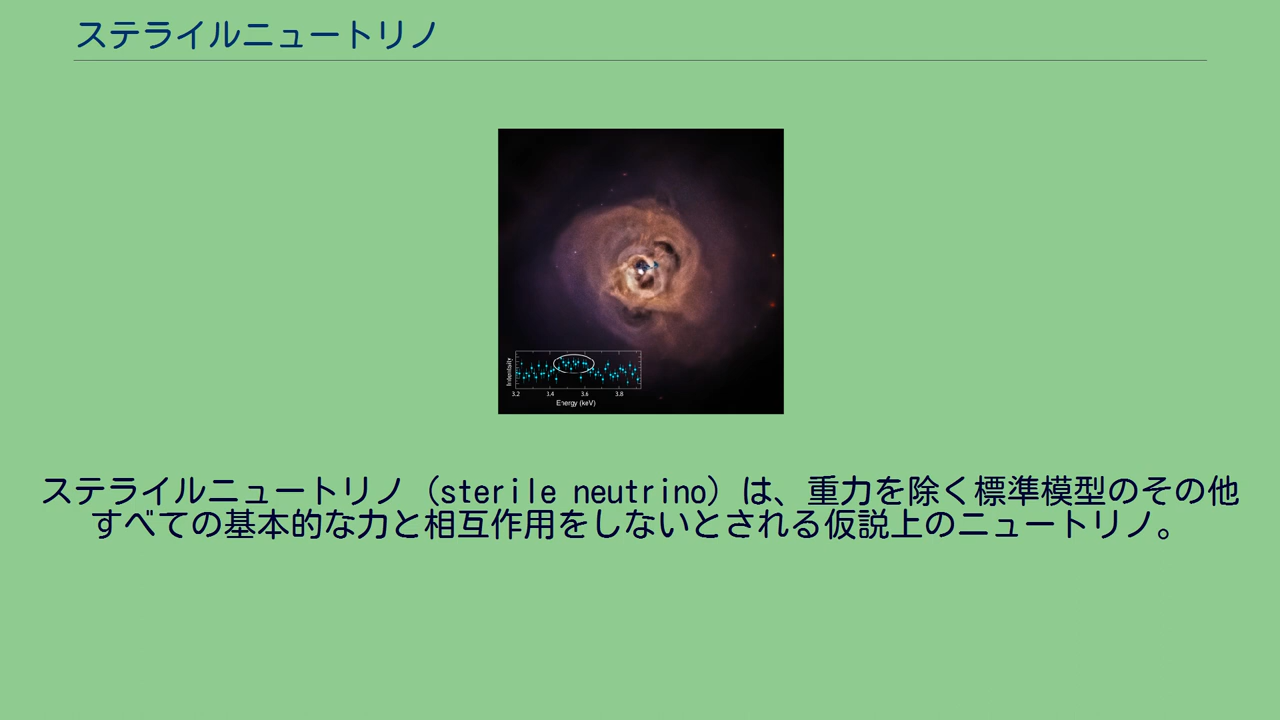 ステライルニュートリノ
Intentsity
3.2 3.4 3.6 3.8
Energy (keV)
ステライルニュートリノ（sterile neutrino）は、重力を除く標準模型のその他
すべての基本的な力と相互作用をしないとされる仮説上のニュートリノ。